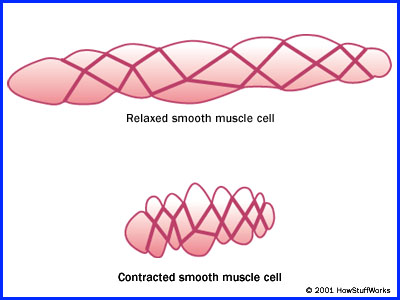 Relaxed smooth muscle cell
Contracted smooth muscle cell
© 2001 HowStuffWorks